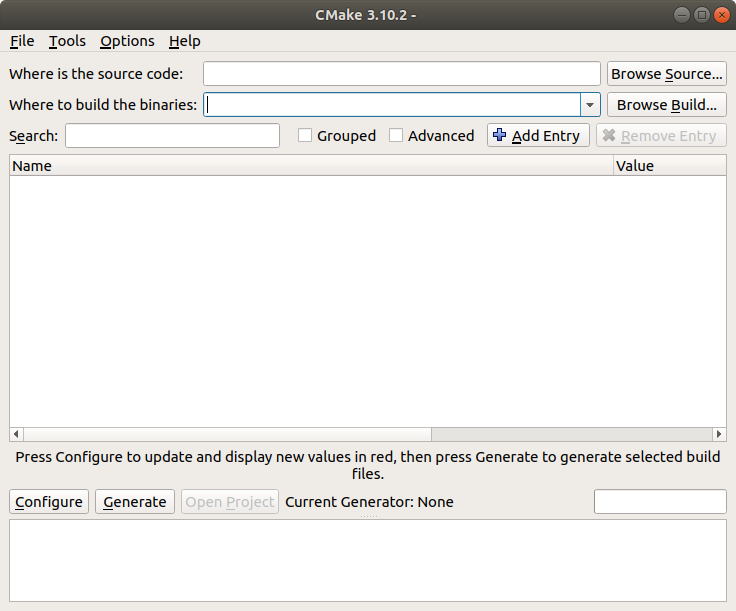 CMake 3.10.2 -
File Tools Options Help
Where is the source code: Browse Source...
Where to build the binaries: Browse Build...
Search: Grouped Advanced Add Entry Remove Entry
Name Value
Press Configure to update and display new values in red, then press Generate to generate selected build
files.
Configure Generate Open Project Current Generator: None